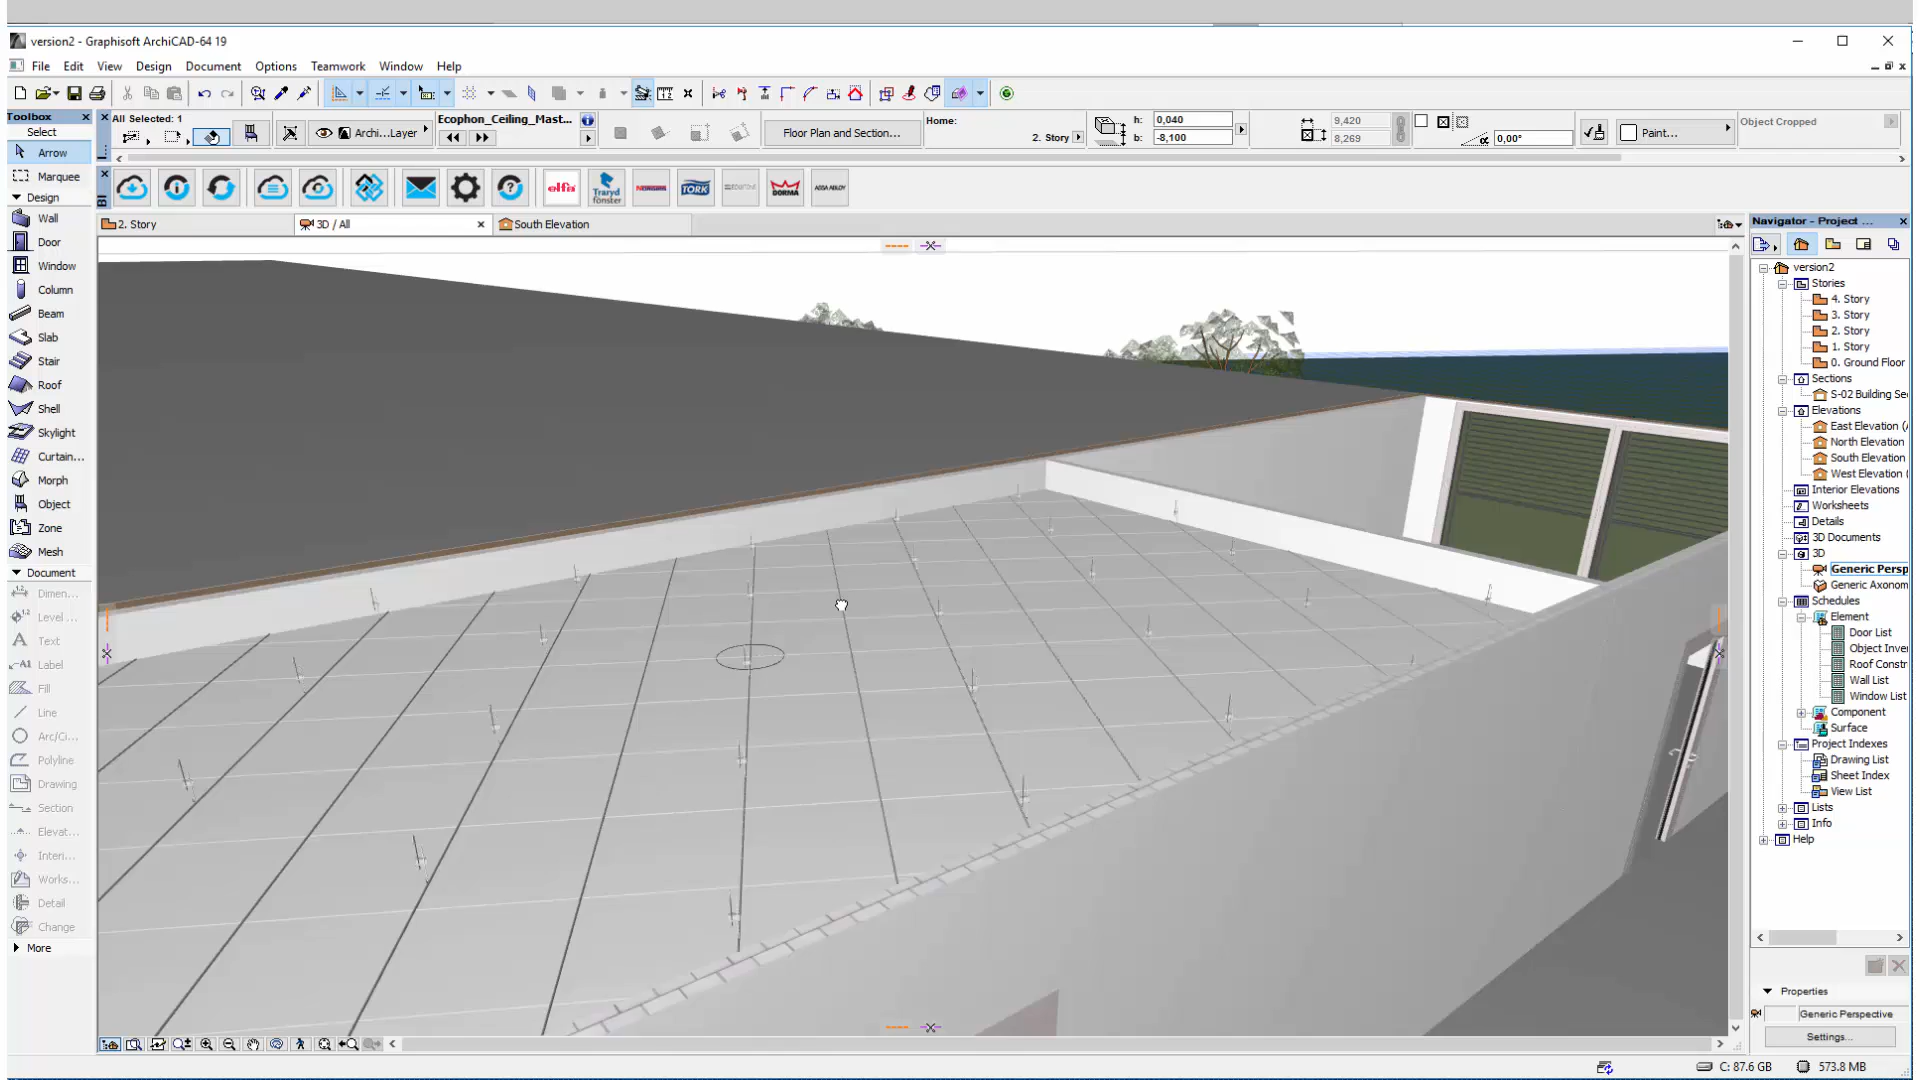 version2 - Graphisoft ArchiCAD-64 19
File Edit View Design Document Options Teamwork Window Help
Toolbox
Select
Arrow
Marquee
Design
Wall
Door
Window
Column
Beam
Slab
Stair
Roof
Shell
Skylight
Curtain...
Morph
Object
Zone
Mesh
Document
Dimen...
Level ...
Text
Label
Fill
Line
Arc/Ci...
Polyline
Drawing
Section
Elevat...
Interi...
Works...
Detail
Change
More
All Selected: 1
Archi...Layer
Ecophon_Ceiling_Mast...
Floor Plan and Section...
Home:
2. Story
h: 0,040
b: -8,100
9,420
8,269
0,00°
Paint...
Object Cropped
elfa
Traryd fönster
TORK
DORMA
ASSA ABLOY
2. Story
3D / All
South Elevation
Navigator - Project ...
version2
Stories
4. Story
3. Story
2. Story
1. Story
0. Ground Floor
Sections
S-02 Building Se
Elevations
East Elevation (A
North Elevation
South Elevation
West Elevation (
Interior Elevations
Worksheets
Details
3D Documents
3D
Generic Persp
Generic Axonom
Schedules
Element
Door List
Object Inver
Roof Constr
Wall List
Window List
Component
Surface
Project Indexes
Drawing List
Sheet Index
View List
Lists
Info
Help
Properties
Generic Perspective
Settings...
C: 87.6 GB
573.8 MB